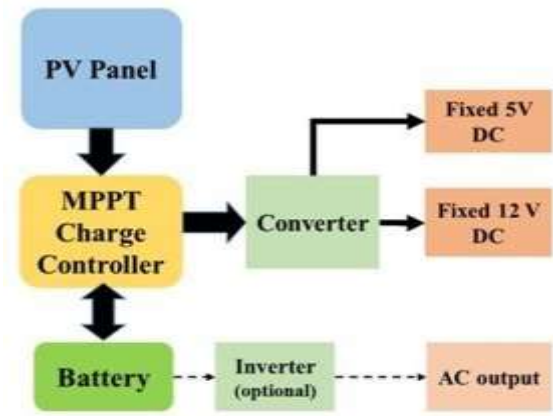 PV Panel
Fixed 5V
DC
MPPT
Charge
Controller
Converter
Fixed 12 V
DC
Battery
Inverter
(optional)
AC output